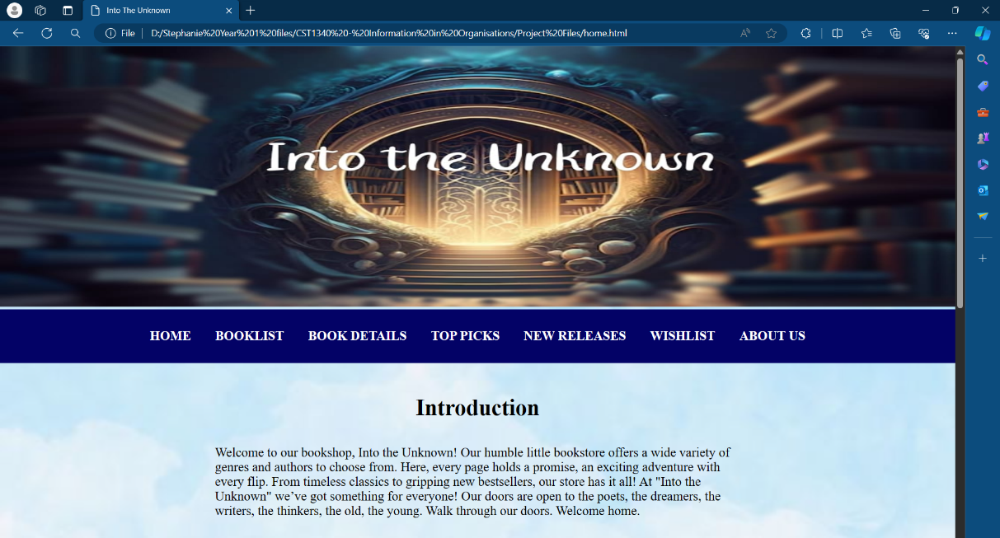 Into The Unknown
File D:/Stephanie%20Year%201%20files/CST1340%20-%20Information%20in%20Organisations/Project%20Files/home.html
Into the Unknown
HOME BOOKLIST BOOK DETAILS TOP PICKS NEW RELEASES WISHLIST ABOUT US
Introduction
Welcome to our bookshop, Into the Unknown! Our humble little bookstore offers a wide variety of
genres and authors to choose from. Here, every page holds a promise, an exciting adventure with
every flip. From timeless classics to gripping new bestsellers, our store has it all! At "Into the
Unknown" we’ve got something for everyone! Our doors are open to the poets, the dreamers, the
writers, the thinkers, the old, the young. Walk through our doors. Welcome home.